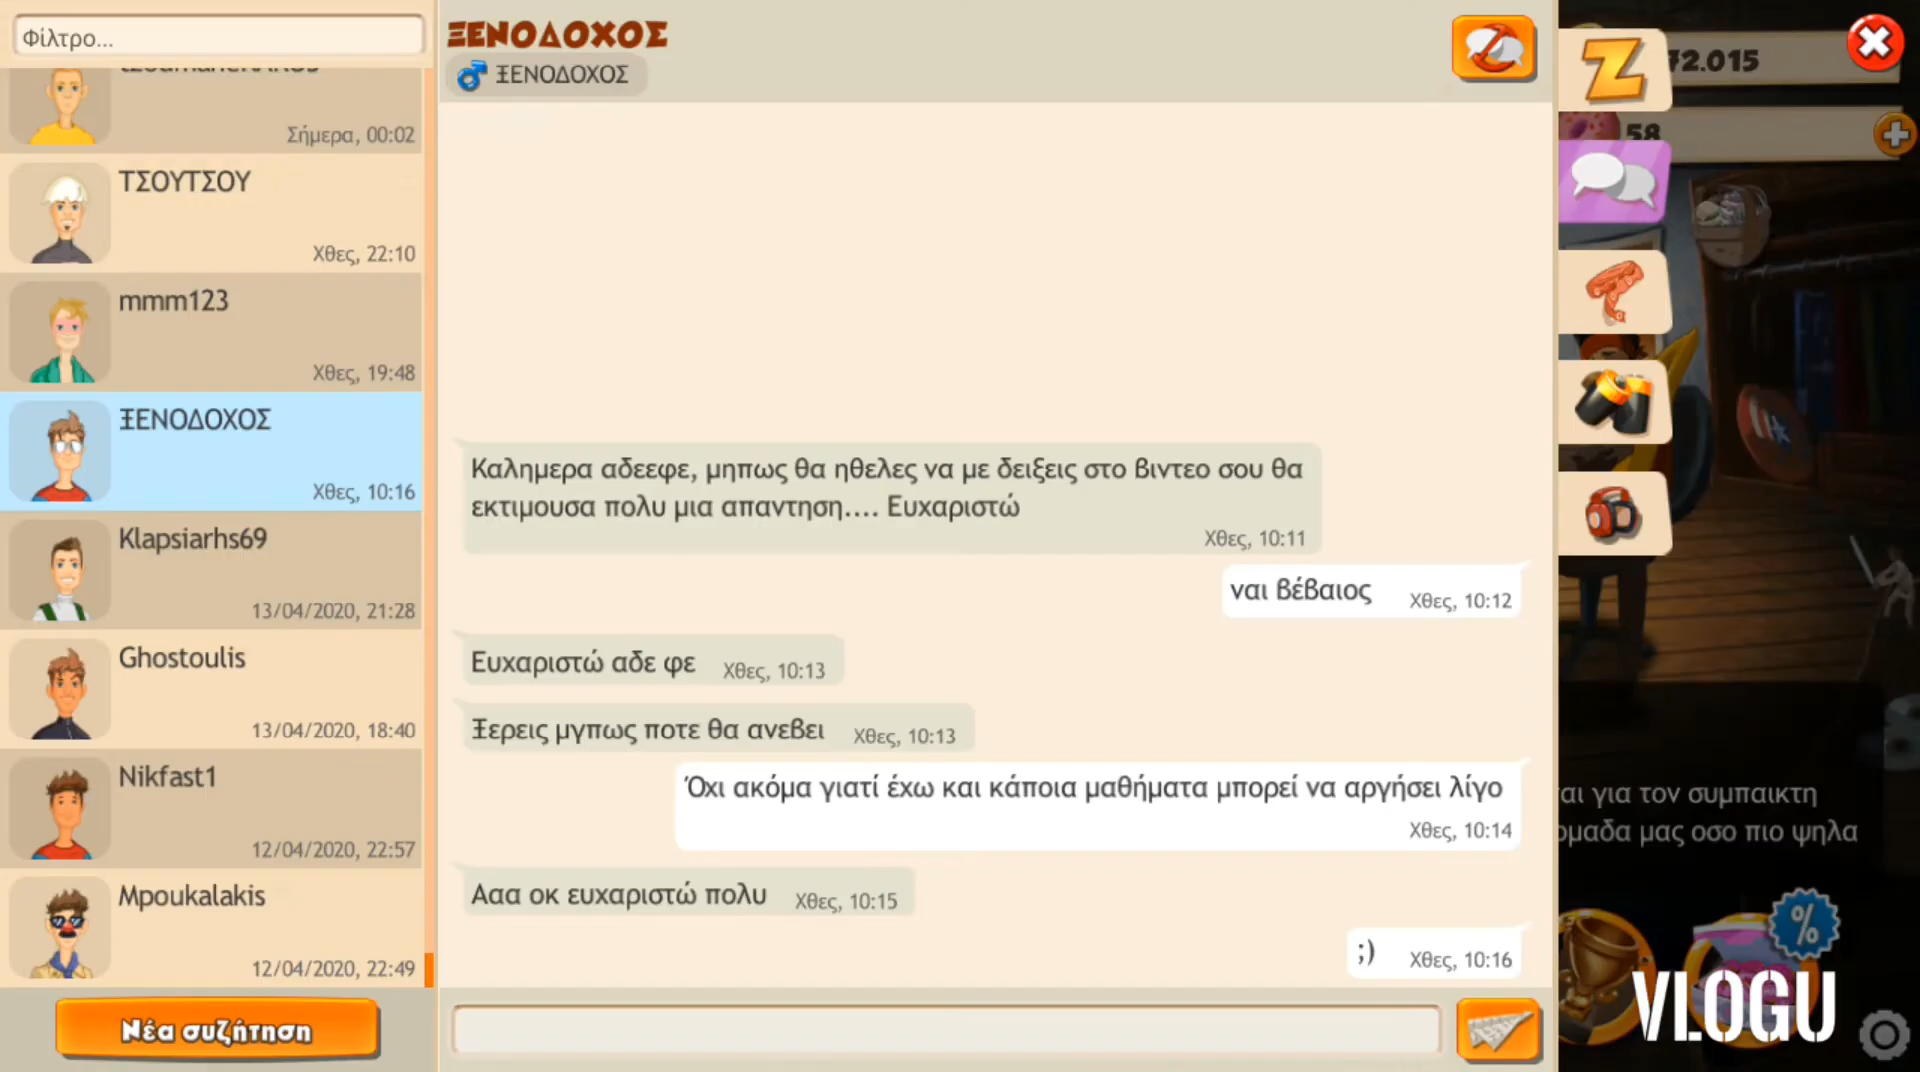 Φίλτρο...
Σήμερα, 00:02
ΤΣΟΥΤΣΟΥ
Χθες, 22:10
mmm123
Χθες, 19:48
ΞΕΝΟΔΟΧΟΣ
Χθες, 10:16
Klapsiarhs69
13/04/2020, 21:28
Ghostoulis
13/04/2020, 18:40
Nikfast1
12/04/2020, 22:57
Mpoukalakis
12/04/2020, 22:49
Νέα συζήτηση
ΞΕΝΟΔΟΧΟΣ
ΞΕΝΟΔΟΧΟΣ
Καλημερα αδεεφε, μηπως θα ηθελες να με δειξεις στο βιντεο σου θα
εκτιμουσα πολυ μια απαντηση.... Ευχαριστώ
Χθες, 10:11
ναι βέβαιος Χθες, 10:12
Ευχαριστώ αδε φε Χθες, 10:13
Ξερεις μγπως ποτε θα ανεβει Χθες, 10:13
Όχι ακόμα γιατί έχω και κάποια μαθήματα μπορεί να αργήσει λίγο
Χθες, 10:14
Ααα οκ ευχαριστώ πολυ Χθες, 10:15
;) Χθες, 10:16
72.015
58
αι για τον συμπαικτη
ομαδα μας οσο πιο ψηλα
%
VLOGU